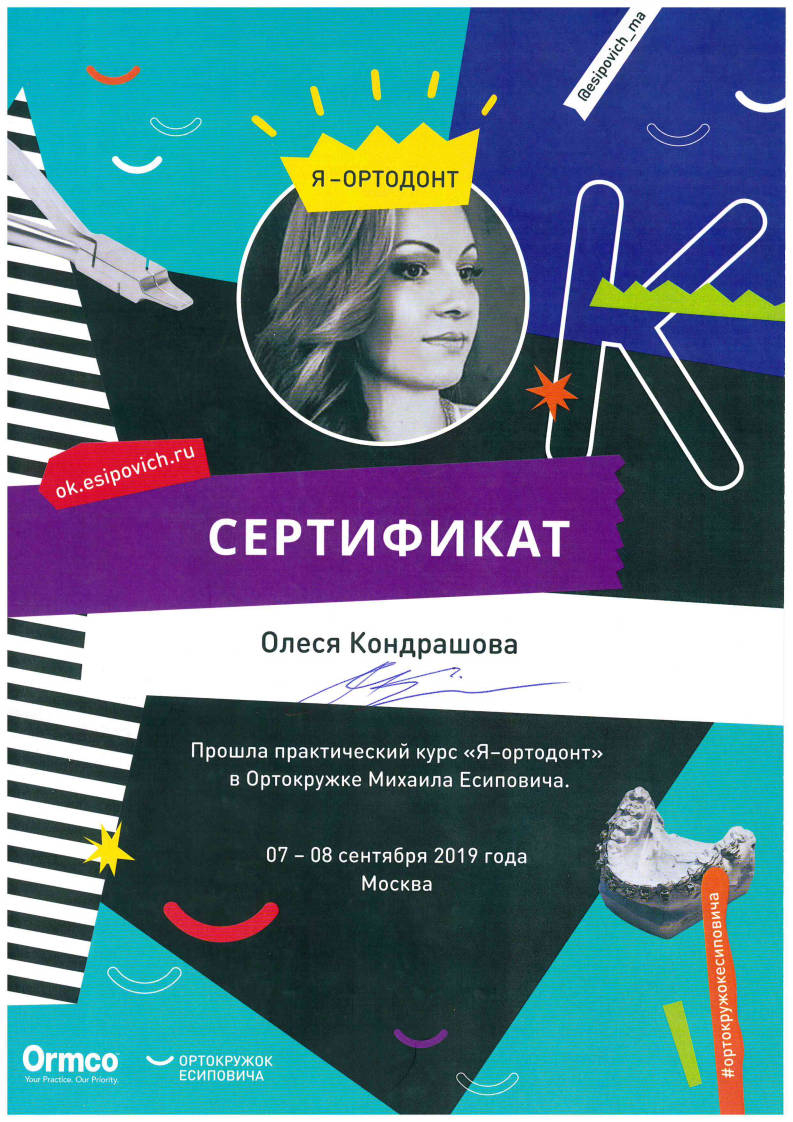 @esipovich_ma
Я-ОРТОДОНТ
ok.esipovich.ru
СЕРТИФИКАТ
Олеся Кондрашова
Прошла практический курс «Я-ортодонт»
в Ортокружке Михаила Есиповича.
07 – 08 сентября 2019 года
Москва
#ортокружокесиповича
Ormco™
Your Practice. Our Priority.
ОРТОКРУЖОК
ЕСИПОВИЧА